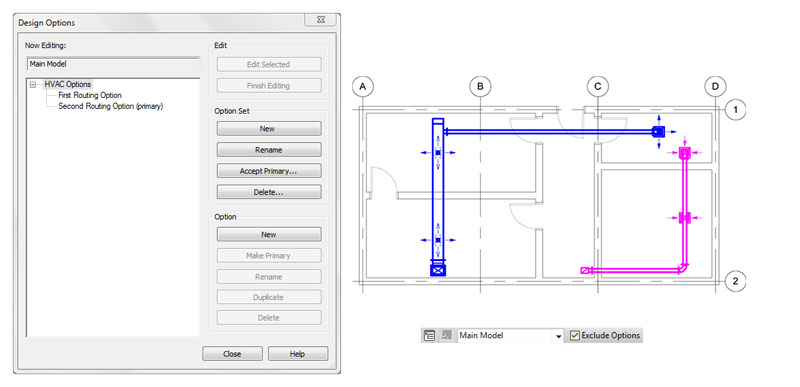 Design Options
Now Editing:
Main Model
HVAC Options
First Routing Option
Second Routing Option (primary)
Edit
Edit Selected
Finish Editing
Option Set
New
Rename
Accept Primary...
Delete...
Option
New
Make Primary
Rename
Duplicate
Delete
Close
Help
A
B
C
D
1
2
Main Model
Exclude Options